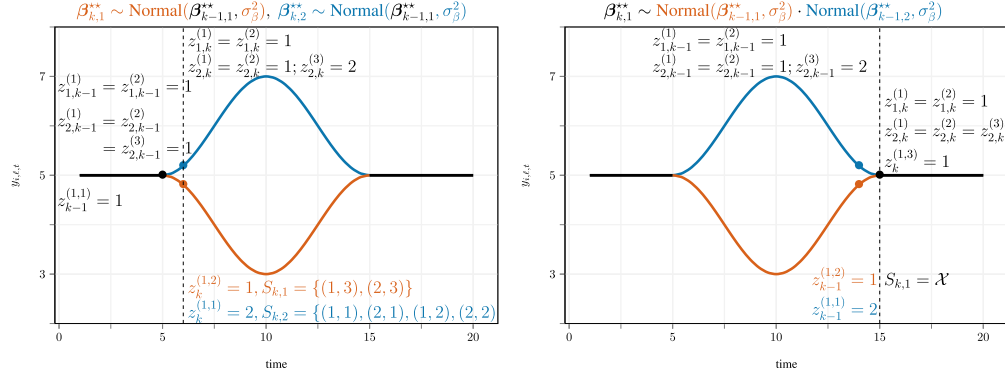 β⋆⋆k,1 ∼ Normal(β⋆⋆k−1,1, σ²β), β⋆⋆k,2 ∼ Normal(β⋆⋆k−1,1, σ²β)
z(1)1,k = z(2)1,k = 1
z(1)2,k = z(2)2,k = 1; z(3)2,k = 2
z(1)1,k−1 = z(2)1,k−1 = 1
z(1)2,k−1 = z(2)2,k−1
= z(3)2,k−1 = 1
z(1,1)k−1 = 1
z(1,2)k = 1, Sk,1 = {(1, 3), (2, 3)}
z(1,1)k = 2, Sk,2 = {(1, 1), (2, 1), (1, 2), (2, 2)
yi,ℓ,t
7
5
3
0 5 10 15 20
time
β⋆⋆k,1 ∼ Normal(β⋆⋆k−1,1, σ²β) · Normal(β⋆⋆k−1,2, σ²β)
z(1)1,k−1 = z(2)1,k−1 = 1
z(1)2,k−1 = z(2)2,k−1 = 1; z(3)2,k−1 = 2
z(1)1,k = z(2)1,k = 1
z(1)2,k = z(2)2,k = z(3)2,k
z(1,3)k = 1
z(1,2)k−1 = 1
z(1,1)k−1 = 2
Sk,1 = 𝒳
yi,ℓ,t
7
5
3
0 5 10 15 20
time